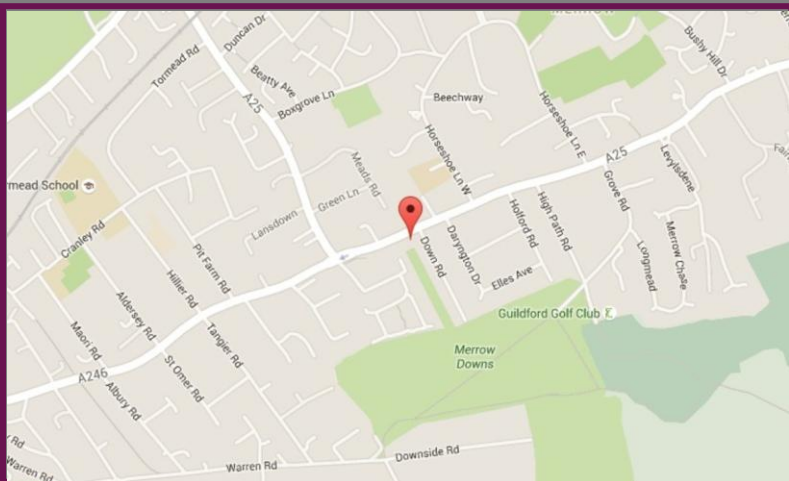 MERROW
Bushy Hill Dr
Duncan Dr
Tormead Rd
Beatty Ave
A25
Boxgrove Ln
Beechway
Horseshoe Ln E
Horseshoe Ln W
A25
Levylsdene
Meads Rd
Green Ln
Lansdown
rmead School
Cranley Rd
Grove Rd
High Path Rd
Holford Rd
Daryngton Dr
Down Rd
Longmead
Merrow Chase
Elles Ave
Pit Farm Rd
Hillier Rd
Aldersey Rd
Tangier Rd
Guildford Golf Club
Maori Rd
St Omer Rd
Merrow
Downs
A246
Albury Rd
Downside Rd
Warren Rd
Warren Rd